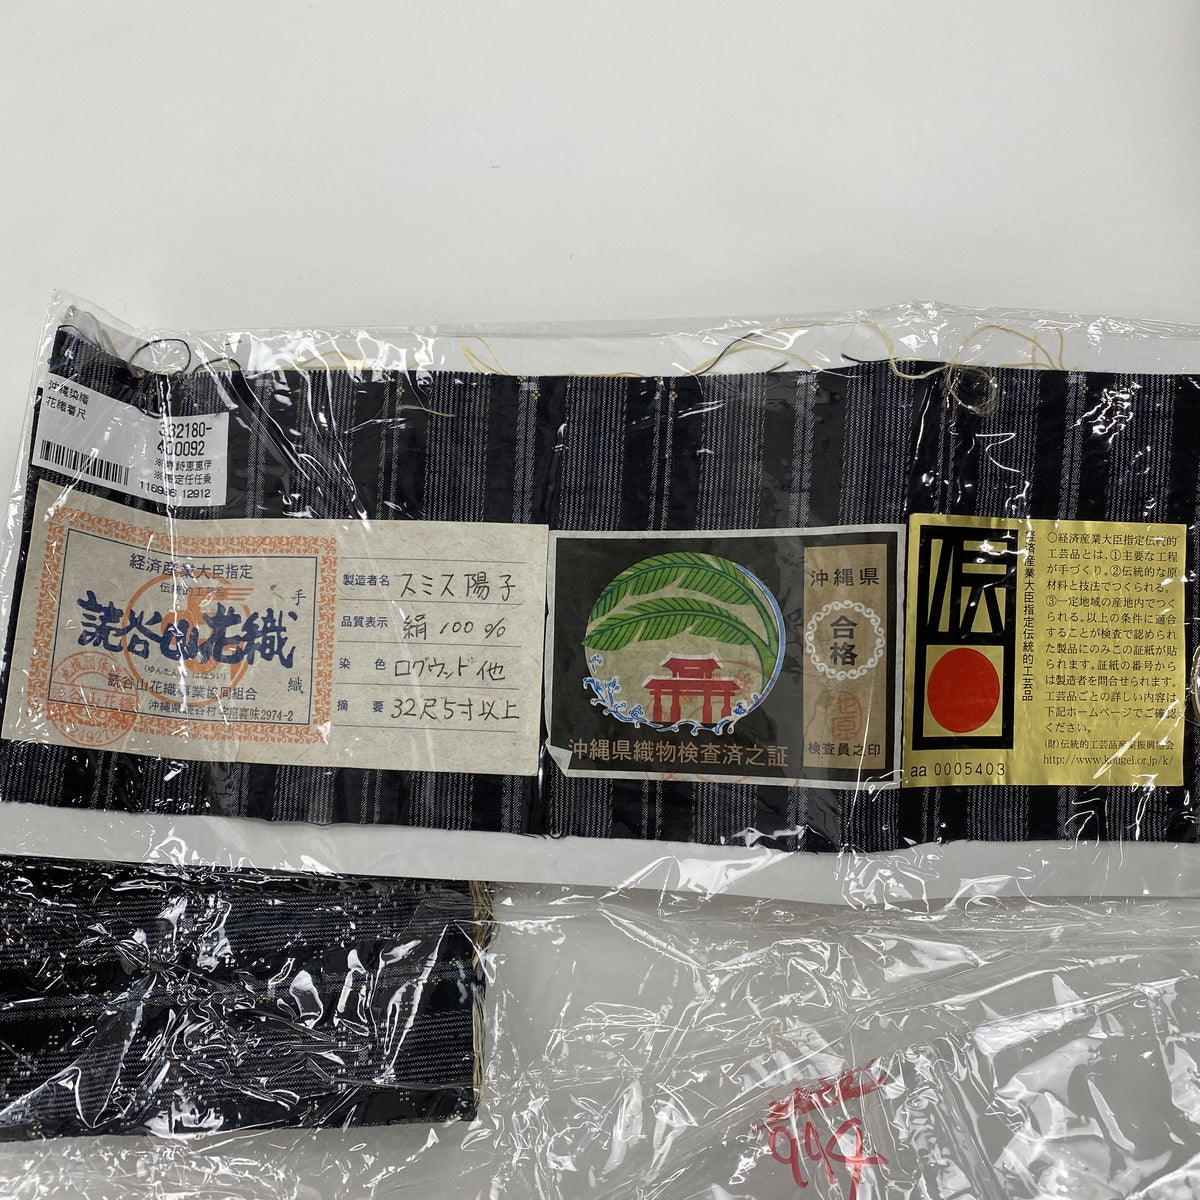 沖縄染織
花織着尺
332180-
400092
116996 12912
経済産業大臣指定
伝統的工芸品
手
織
読谷山花織
読谷山花織事業協同組合
沖縄県読谷村字座喜味2974-2
製造者名 スミス陽子
品質表示 絹100%
染色 ログウッド他
摘要 32尺5寸以上
沖縄県織物検査済之証
沖縄県
合格
検査員之印
伝
経済産業大臣指定伝統的工芸品
○経済産業大臣指定伝統的
工芸品とは、①主要な工程
が手づくり。②伝統的な原
材料と技法でつくられる。
③一定地域の産地内でつく
られる。以上の条件に適合
することが検査で認められ
た製品にのみこの証紙が貼
られます。証紙の番号から
は製造者を問合せられます。
工芸品ごとの詳しい内容は
下記ホームページでご確認
ください。
(財)伝統的工芸品産業振興協会
http://www.kougei.or.jp/k/
aa 0005403